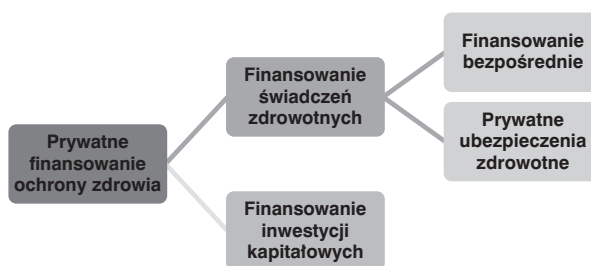 Prywatne
finansowanie
ochrony zdrowia
Finansowanie
świadczeń
zdrowotnych
Finansowanie
inwestycji
kapitałowych
Finansowanie
bezpośrednie
Prywatne
ubezpieczenia
zdrowotne